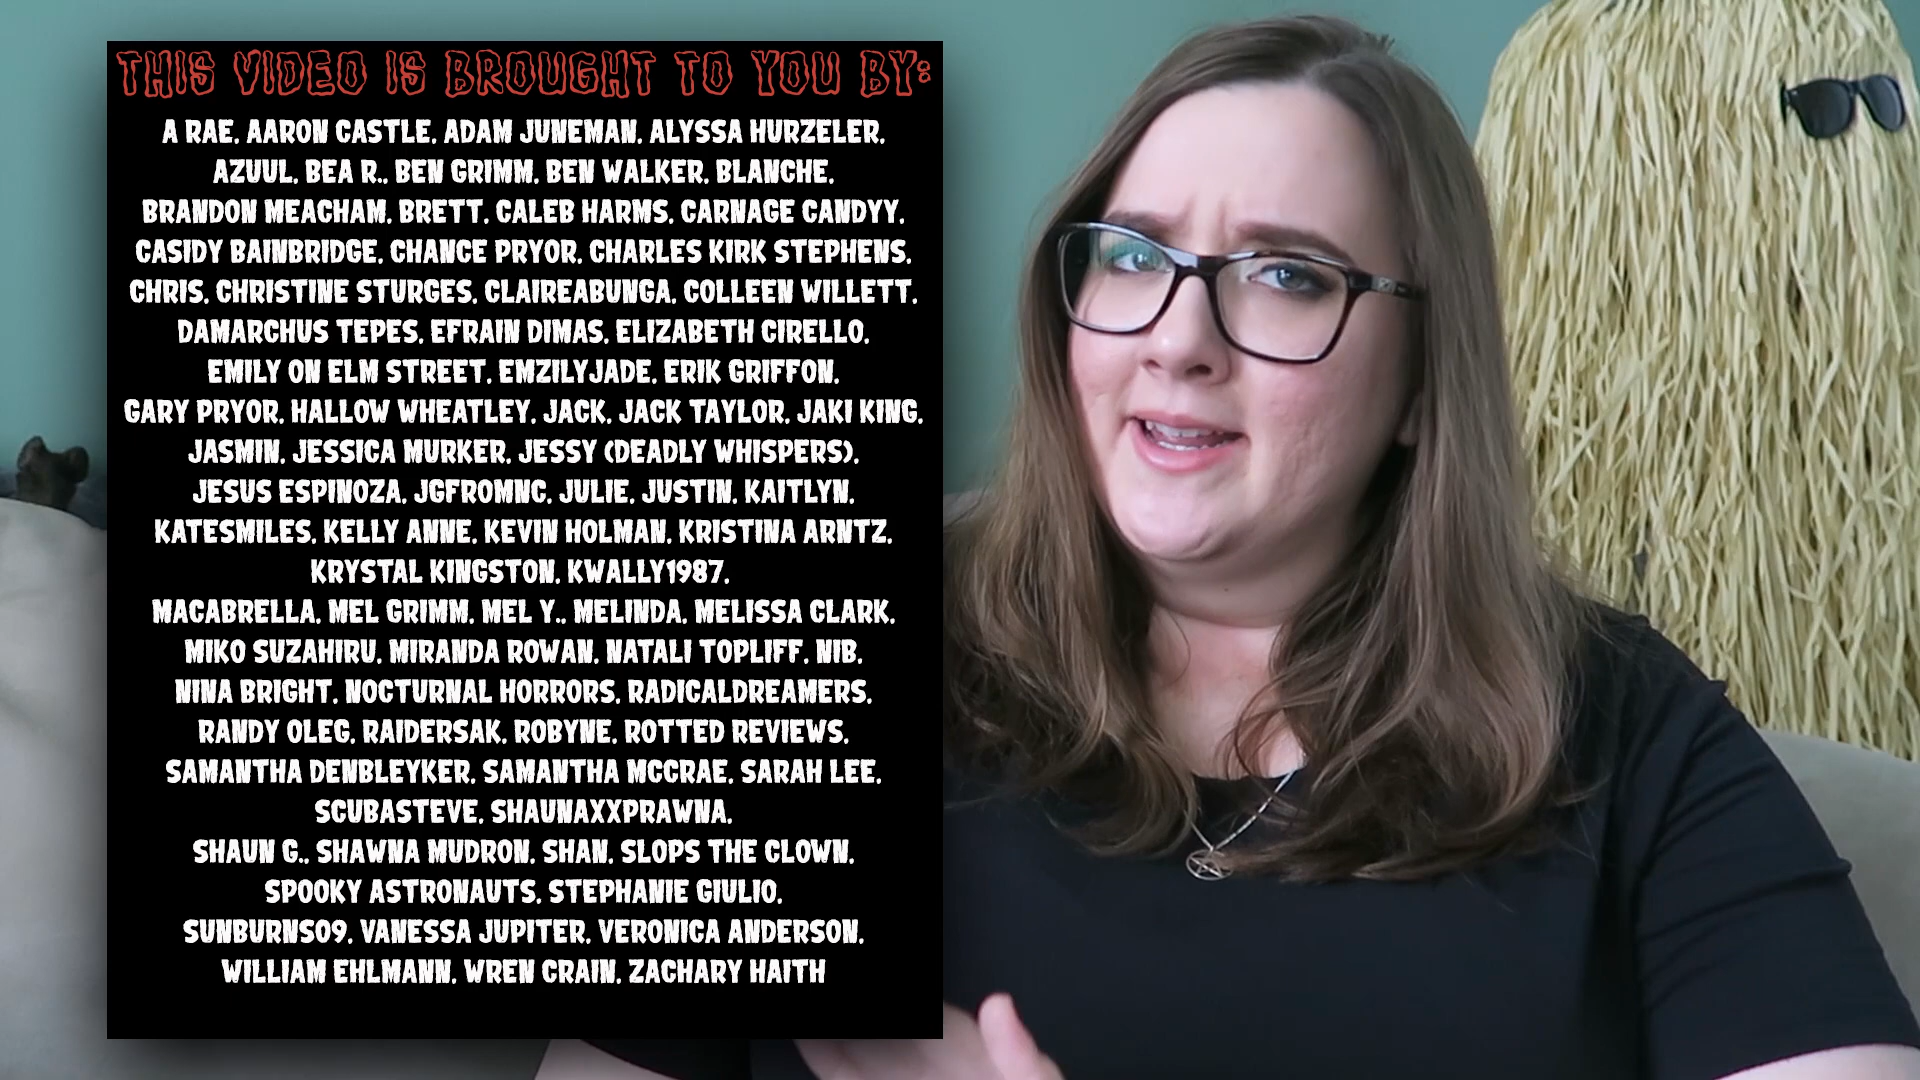 THIS VIDEO IS BROUGHT TO YOU BY:
A RAE, AARON CASTLE, ADAM JUNEMAN, ALYSSA HURZELER,
AZUUL, BEA R., BEN GRIMM, BEN WALKER, BLANCHE,
BRANDON MEACHAM, BRETT, CALEB HARMS, CARNAGE CANDYY,
CASIDY BAINBRIDGE, CHANCE PRYOR, CHARLES KIRK STEPHENS,
CHRIS, CHRISTINE STURGES, CLAIREABUNGA, COLLEEN WILLETT,
DAMARCHUS TEPES, EFRAIN DIMAS, ELIZABETH CIRELLO,
EMILY ON ELM STREET, EMZILYJADE, ERIK GRIFFON,
GARY PRYOR, HALLOW WHEATLEY, JACK, JACK TAYLOR, JAKI KING,
JASMIN, JESSICA MURKER, JESSY (DEADLY WHISPERS),
JESUS ESPINOZA, JGFROMNC, JULIE, JUSTIN, KAITLYN,
KATESMILES, KELLY ANNE, KEVIN HOLMAN, KRISTINA ARNTZ,
KRYSTAL KINGSTON, KWALLY1987,
MACABRELLA, MEL GRIMM, MEL Y., MELINDA, MELISSA CLARK,
MIKO SUZAHIRU, MIRANDA ROWAN, NATALI TOPLIFF, NIB,
NINA BRIGHT, NOCTURNAL HORRORS, RADICALDREAMERS,
RANDY OLEG, RAIDERSAK, ROBYNE, ROTTED REVIEWS,
SAMANTHA DENBLEYKER, SAMANTHA MCCRAE, SARAH LEE,
SCUBASTEVE, SHAUNAXXPRAWNA,
SHAUN G., SHAWNA MUDRON, SHAN, SLOPS THE CLOWN,
SPOOKY ASTRONAUTS, STEPHANIE GIULIO,
SUNBURNS09, VANESSA JUPITER, VERONICA ANDERSON,
WILLIAM EHLMANN, WREN CRAIN, ZACHARY HAITH